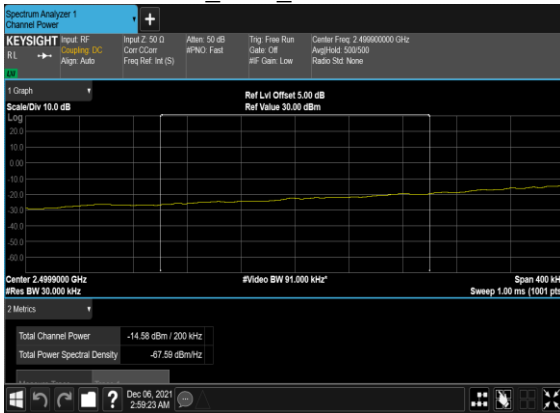 Spectrum Analyzer 1
Channel Power
+
KEYSIGHT
RL
LXI
Input: RF
Coupling: DC
Align: Auto
Input Z: 50 Ω
Corr CCorr
Freq Ref: Int (S)
Atten: 50 dB
#PNO: Fast
Trig: Free Run
Gate: Off
#IF Gain: Low
Center Freq: 2.499900000 GHz
Avg|Hold: 500/500
Radio Std: None
1 Graph
Scale/Div 10.0 dB
Ref Lvl Offset 5.00 dB
Ref Value 30.00 dBm
Log
20.0
10.0
0.00
-10.0
-20.0
-30.0
-40.0
-50.0
-60.0
Center 2.4999000 GHz
#Video BW 91.000 kHz*
Span 400 kH
#Res BW 30.000 kHz
Sweep 1.00 ms (1001 pts
2 Metrics
Total Channel Power -14.58 dBm / 200 kHz
Total Power Spectral Density -67.59 dBm/Hz
?
Dec 06, 2021
2:59:23 AM